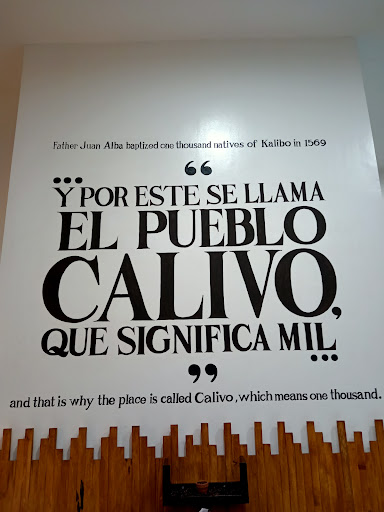 Father Juan Alba baptized one thousand natives of Kalibo in 1569
“
...Y POR ESTE SE LLAMA
EL PUEBLO
CALIVO,
QUE SIGNIFICA MIL...
”
and that is why the place is called Calivo, which means one thousand.